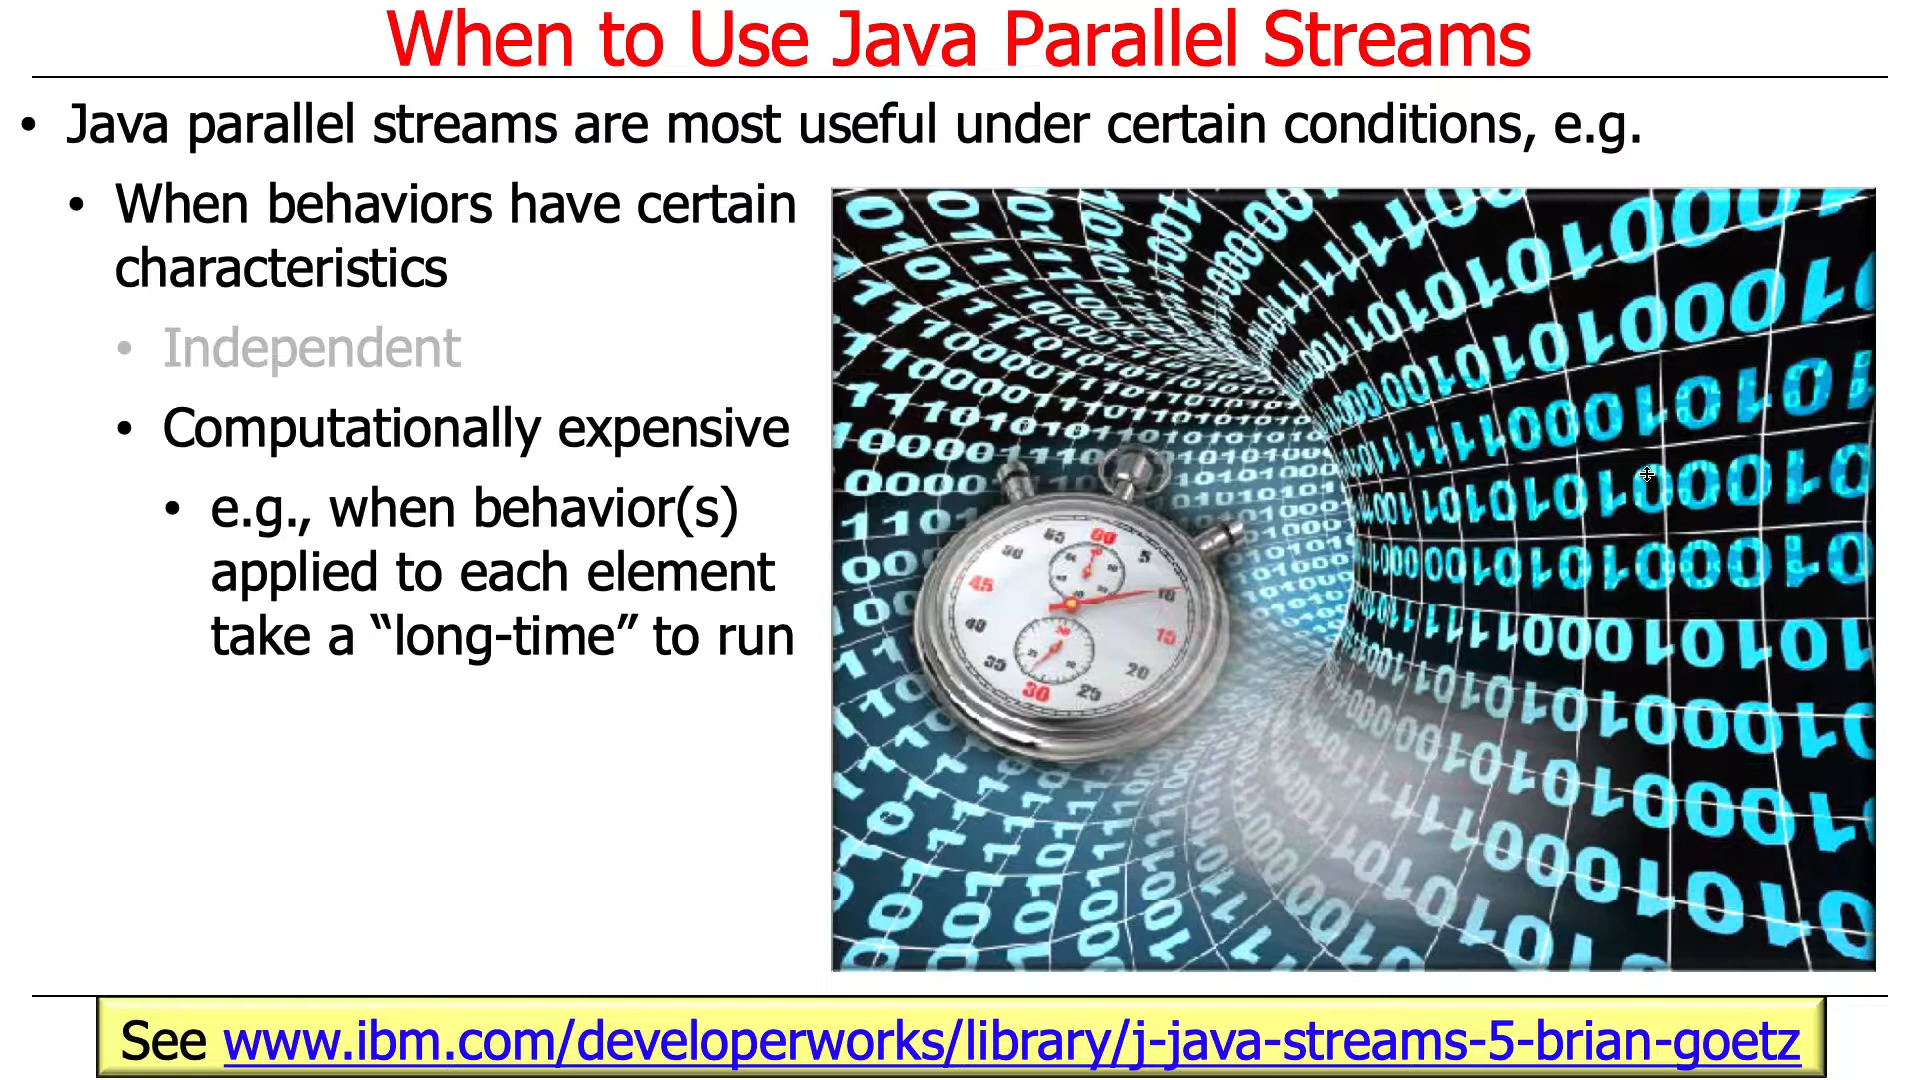 When to Use Java Parallel Streams
• Java parallel streams are most useful under certain conditions, e.g.
• When behaviors have certain
characteristics
• Independent
• Computationally expensive
• e.g., when behavior(s)
applied to each element
take a “long-time” to run
See www.ibm.com/developerworks/library/j-java-streams-5-brian-goetz